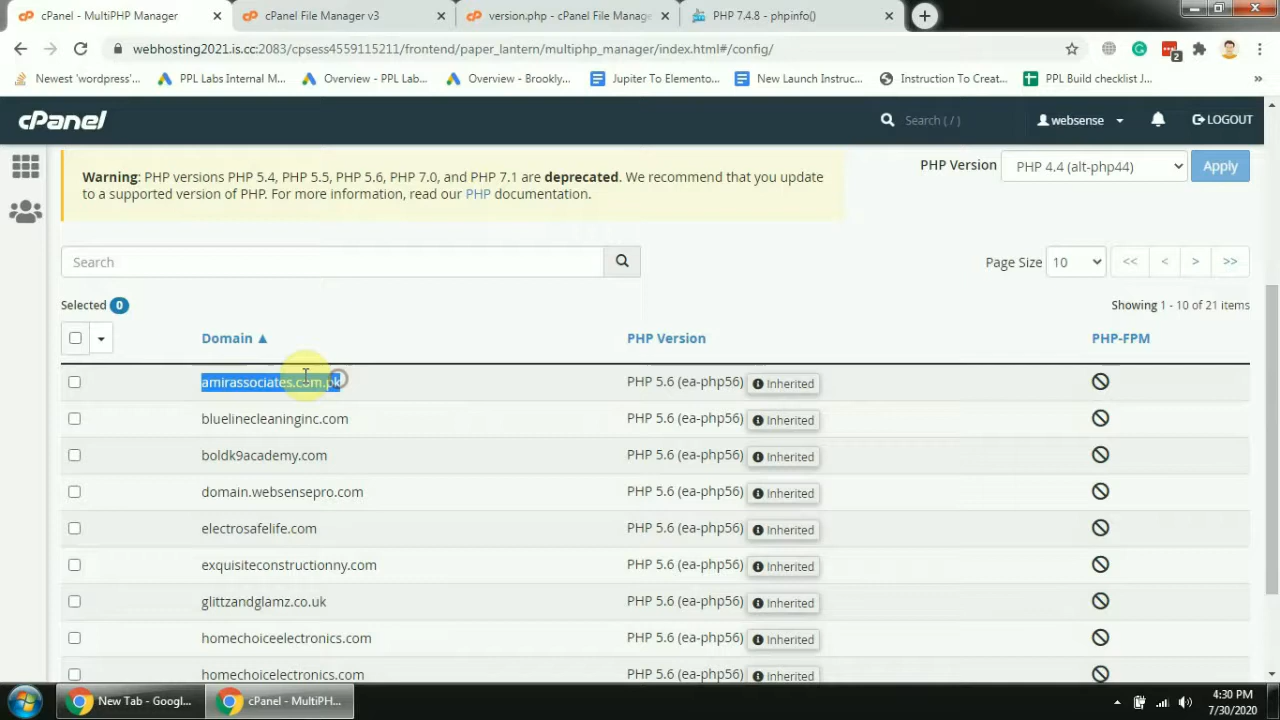 cPanel - MultiPHP Manager
cPanel File Manager v3
version.php - cPanel File Manage
PHP 7.4.8 - phpinfo()
webhosting2021.is.cc:2083/cpsess4559115211/frontend/paper_lantern/multiphp_manager/index.html#/config/
2
Newest 'wordpres'...
PPL Labs Internal M...
Overview - PPL Lab...
Overview - Brooklyn...
Jupiter To Elemento...
New Launch Instruc...
Instruction To Creat...
PPL Build checklist J...
»
cPanel
Search ( / )
websense
LOGOUT
Warning: PHP versions PHP 5.4, PHP 5.5, PHP 5.6, PHP 7.0, and PHP 7.1 are deprecated. We recommend that you update
to a supported version of PHP. For more information, read our PHP documentation.
PHP Version
PHP 4.4 (alt-php44)
Apply
Search
Page Size
10
<<
<
>
>>
Selected 0
Showing 1 - 10 of 21 items
Domain
PHP Version
PHP-FPM
amirassociates.com.pk
PHP 5.6 (ea-php56)
Inherited
bluelinecleaninginc.com
PHP 5.6 (ea-php56)
Inherited
boldk9academy.com
PHP 5.6 (ea-php56)
Inherited
domain.websensepro.com
PHP 5.6 (ea-php56)
Inherited
electrosafelife.com
PHP 5.6 (ea-php56)
Inherited
exquisiteconstructionny.com
PHP 5.6 (ea-php56)
Inherited
glittzandglamz.co.uk
PHP 5.6 (ea-php56)
Inherited
homechoiceelectronics.com
PHP 5.6 (ea-php56)
Inherited
homechoicelectronics.com
PHP 5.6 (ea-php56)
Inherited
New Tab - Googl...
cPanel - MultiPH...
4:30 PM
7/30/2020